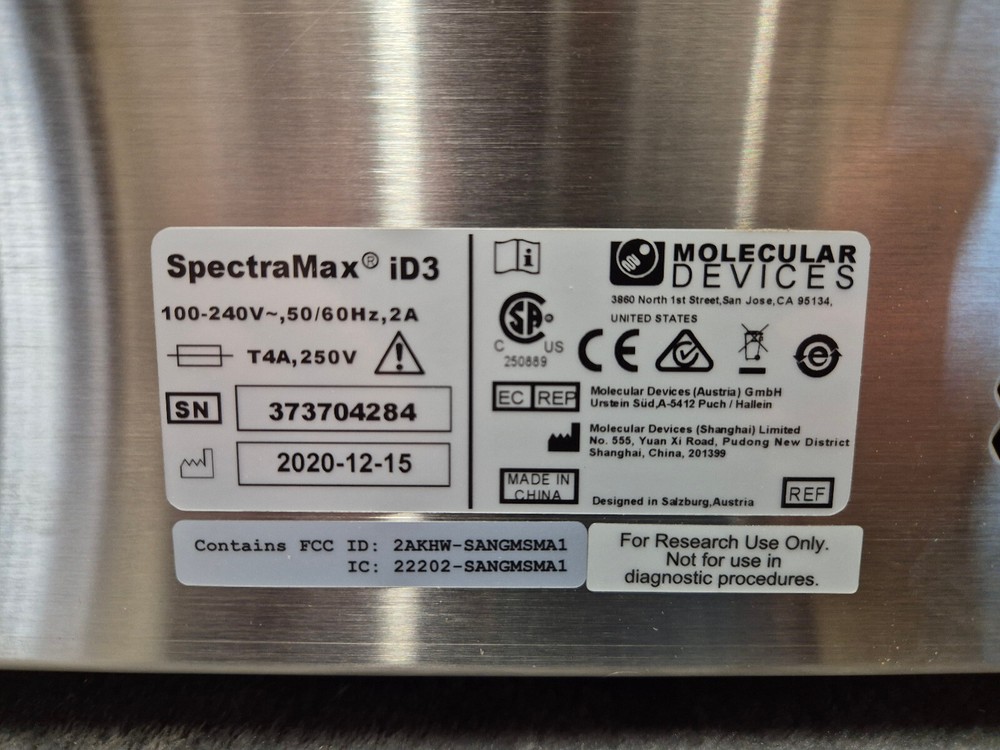 SpectraMax® iD3
100-240V~,50/60Hz,2A
T4A,250V
SN
373704284
2020-12-15
i
MOLECULAR
DEVICES
3860 North 1st Street,San Jose,CA 95134,
UNITED STATES
SA
C US
250889
CE
e
EC REP
Molecular Devices (Austria) GmbH
Urstein Süd,A-5412 Puch / Hallein
Molecular Devices (Shanghai) Limited
No. 555, Yuan Xi Road, Pudong New District
Shanghai, China, 201399
MADE IN
CHINA
Designed in Salzburg,Austria
REF
Contains FCC ID: 2AKHW-SANGMSMA1
IC: 22202-SANGMSMA1
For Research Use Only.
Not for use in
diagnostic procedures.